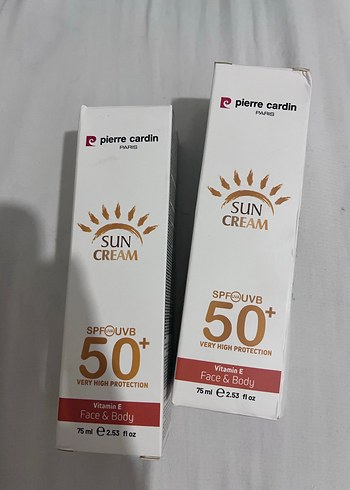 pierre cardin
PARIS
SUN
CREAM
SPF UVA UVB
50+
VERY HIGH PROTECTION
Vitamin E
Face & Body
75 ml ℮ 2.53 fl oz
pierre cardin
PARIS
SUN
CREAM
SPF UVA UVB
50+
VERY HIGH PROTECTION
Vitamin E
Face & Body
75 ml ℮ 2.53 fl oz